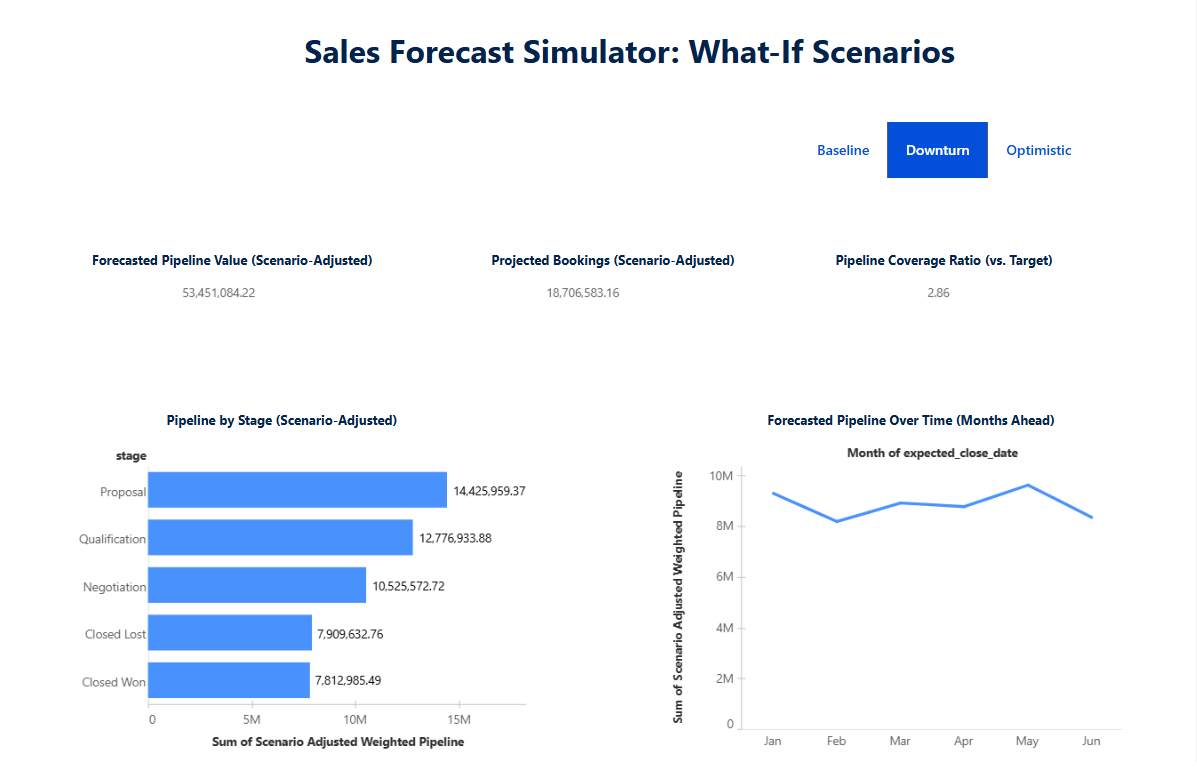 Sales Forecast Simulator: What-If Scenarios
Baseline Downturn Optimistic
Forecasted Pipeline Value (Scenario-Adjusted)
53,451,084.22
Projected Bookings (Scenario-Adjusted)
18,706,583.16
Pipeline Coverage Ratio (vs. Target)
2.86
Pipeline by Stage (Scenario-Adjusted)
stage
Proposal 14,425,959.37
Qualification 12,776,933.88
Negotiation 10,525,572.72
Closed Lost 7,909,632.76
Closed Won 7,812,985.49
0 5M 10M 15M
Sum of Scenario Adjusted Weighted Pipeline
Forecasted Pipeline Over Time (Months Ahead)
Month of expected_close_date
Sum of Scenario Adjusted Weighted Pipeline
10M
8M
6M
4M
2M
0
Jan Feb Mar Apr May Jun